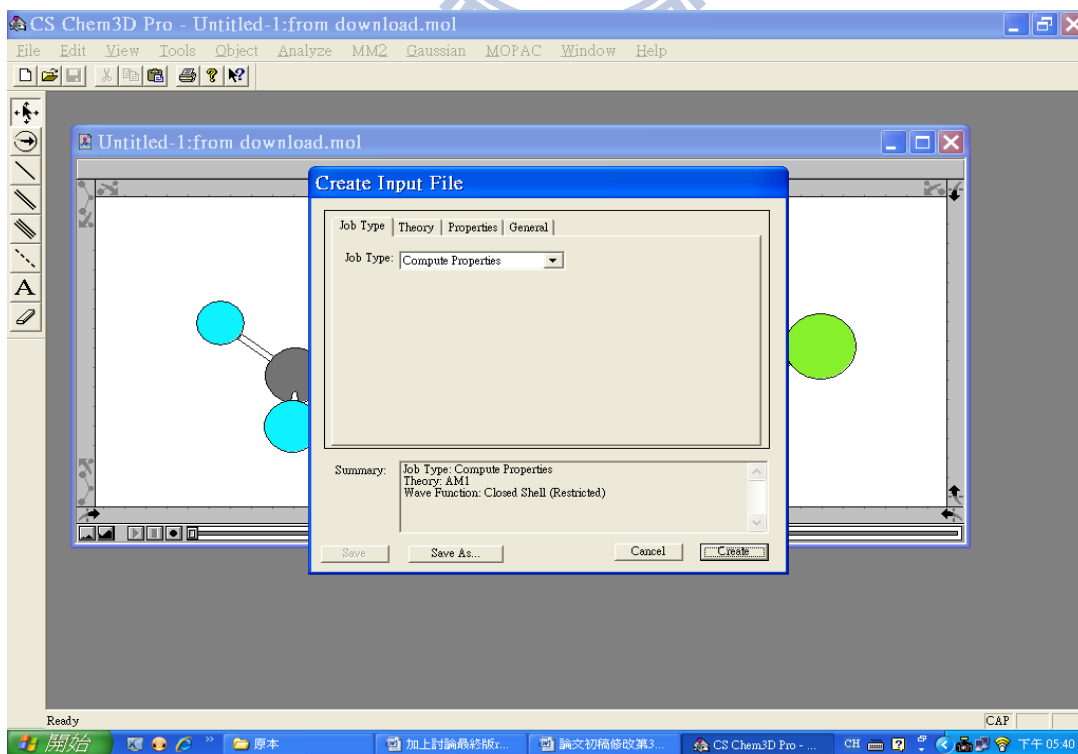 CS Chem3D Pro - Untitled-1:from download.mol
File Edit View Tools Object Analyze MM2 Gaussian MOPAC Window Help
A
Untitled-1:from download.mol
Create Input File
Job Type Theory Properties General
Job Type: Compute Properties
Summary: Job Type: Compute Properties
Theory: AM1
Wave Function: Closed Shell (Restricted)
Save Save As... Cancel Create
Ready CAP
開始 原本 加上討論最終版r... 論文初稿修改第3... CS Chem3D Pro - ... CH 下午 05:40